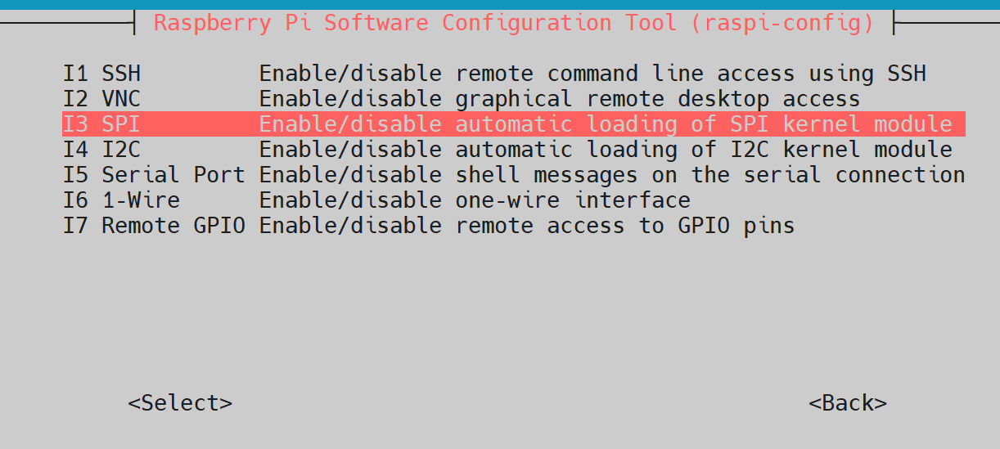 Raspberry Pi Software Configuration Tool (raspi-config)
I1 SSH Enable/disable remote command line access using SSH
I2 VNC Enable/disable graphical remote desktop access
I3 SPI Enable/disable automatic loading of SPI kernel module
I4 I2C Enable/disable automatic loading of I2C kernel module
I5 Serial Port Enable/disable shell messages on the serial connection
I6 1-Wire Enable/disable one-wire interface
I7 Remote GPIO Enable/disable remote access to GPIO pins
<Select> <Back>